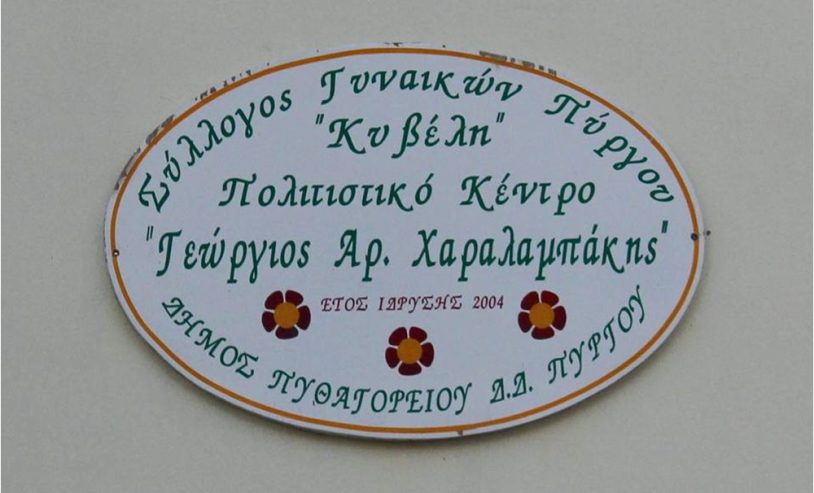 Σύλλογος Γυναικών Πύργου
"Κυβέλη"
Πολιτιστικό Κέντρο
"Γεώργιος Αρ. Χαραλαμπάκης"
ΕΤΟΣ ΙΔΡΥΣΗΣ 2004
ΔΗΜΟΣ ΠΥΘΑΓΟΡΕΙΟΥ Δ.Δ. ΠΥΡΓΟΥ